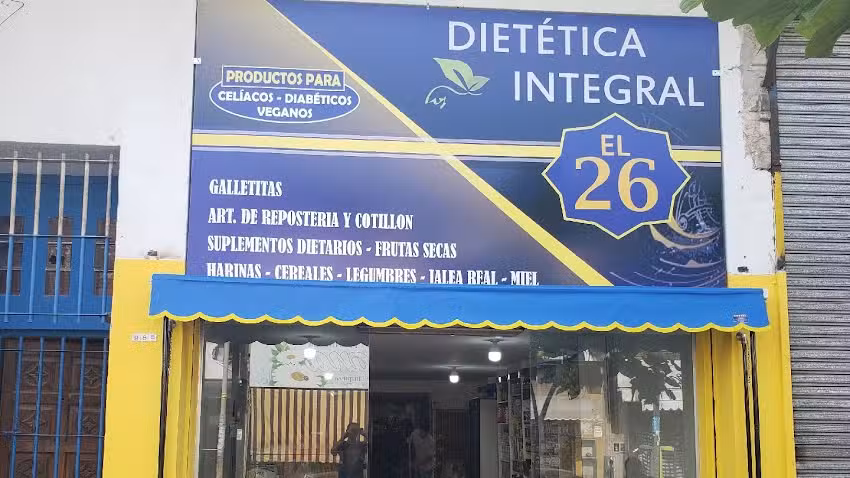 DIETÉTICA
INTEGRAL
PRODUCTOS PARA
CELÍACOS - DIABÉTICOS
VEGANOS
EL
26
GALLETITAS
ART. DE REPOSTERIA Y COTILLON
SUPLEMENTOS DIETARIOS - FRUTAS SECAS
HARINAS - CEREALES - LEGUMBRES - JALEA REAL - MIEL